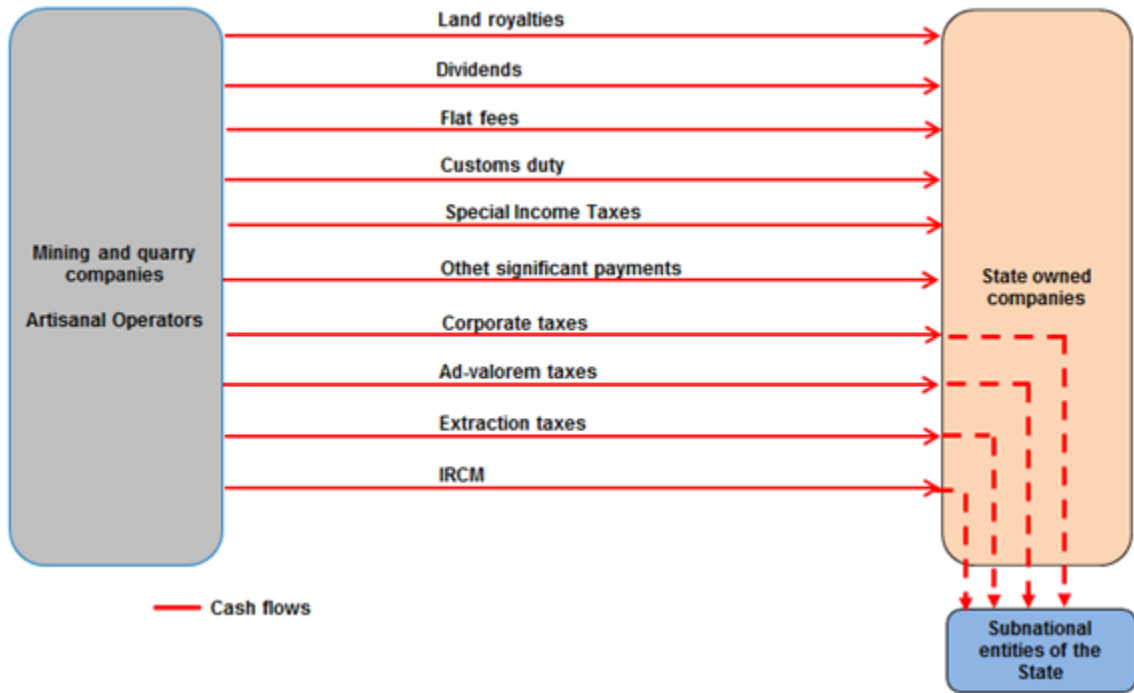 Land royalties
Dividends
Flat fees
Customs duty
Special Income Taxes
Othet significant payments
Corporate taxes
Ad-valorem taxes
Extraction taxes
IRCM
Mining and quarry
companies
Artisanal Operators
State owned
companies
Cash flows
Subnational
entities of the
State